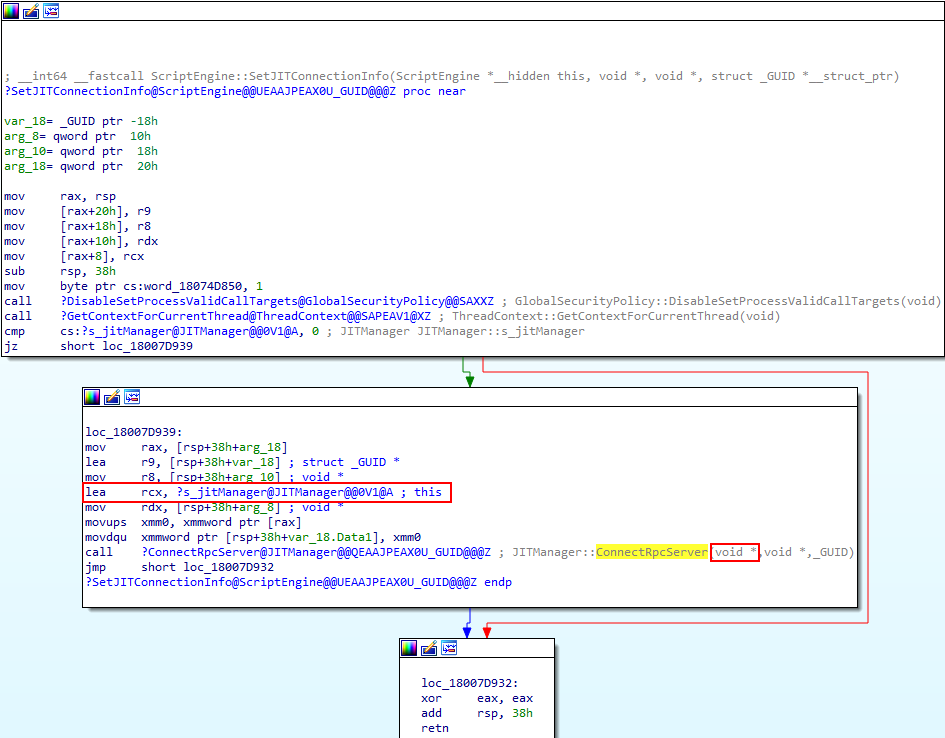 ; __int64 __fastcall ScriptEngine::SetJITConnectionInfo(ScriptEngine *__hidden this, void *, void *, struct _GUID *__struct_ptr)
?SetJITConnectionInfo@ScriptEngine@@UEAAJPEAX0U_GUID@@@Z proc near
var_18= _GUID ptr -18h
arg_8= qword ptr  10h
arg_10= qword ptr  18h
arg_18= qword ptr  20h
mov     rax, rsp
mov     [rax+20h], r9
mov     [rax+18h], r8
mov     [rax+10h], rdx
mov     [rax+8], rcx
sub     rsp, 38h
mov     byte ptr cs:word_18074D850, 1
call    ?DisableSetProcessValidCallTargets@GlobalSecurityPolicy@@SAXXZ ; GlobalSecurityPolicy::DisableSetProcessValidCallTargets(void)
call    ?GetContextForCurrentThread@ThreadContext@@SAPEAV1@XZ ; ThreadContext::GetContextForCurrentThread(void)
cmp     cs:?s_jitManager@JITManager@@0V1@A, 0 ; JITManager JITManager::s_jitManager
jz      short loc_18007D939
loc_18007D939:
mov     rax, [rsp+38h+arg_18]
lea     r9, [rsp+38h+var_18] ; struct _GUID *
mov     r8, [rsp+38h+arg_10] ; void *
lea     rcx, ?s_jitManager@JITManager@@0V1@A ; this
mov     rdx, [rsp+38h+arg_8] ; void *
movups  xmm0, xmmword ptr [rax]
movdqu  xmmword ptr [rsp+38h+var_18.Data1], xmm0
call    ?ConnectRpcServer@JITManager@@QEAAJPEAX0U_GUID@@@Z ; JITManager::ConnectRpcServer(void *,void *,_GUID)
jmp     short loc_18007D932
?SetJITConnectionInfo@ScriptEngine@@UEAAJPEAX0U_GUID@@@Z endp
loc_18007D932:
xor     eax, eax
add     rsp, 38h
retn